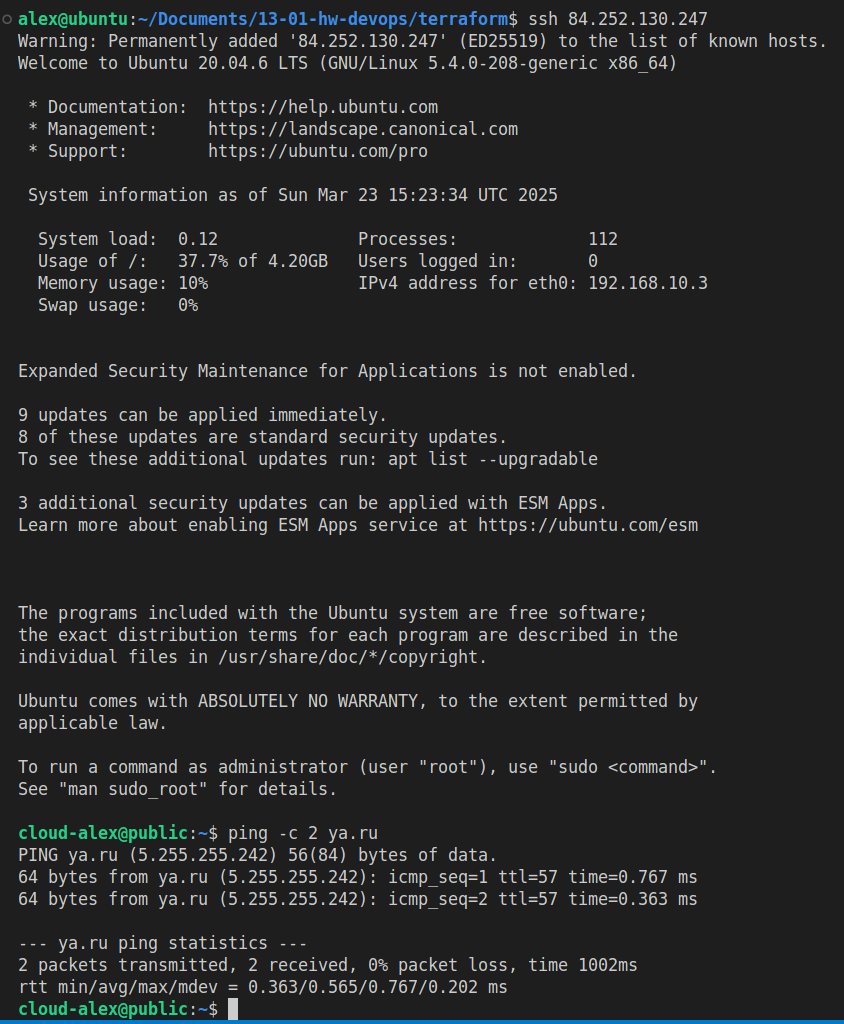 alex@ubuntu:~/Documents/13-01-hw-devops/terraform$ ssh 84.252.130.247
Warning: Permanently added '84.252.130.247' (ED25519) to the list of known hosts.
Welcome to Ubuntu 20.04.6 LTS (GNU/Linux 5.4.0-208-generic x86_64)

 * Documentation:  https://help.ubuntu.com
 * Management:     https://landscape.canonical.com
 * Support:        https://ubuntu.com/pro

 System information as of Sun Mar 23 15:23:34 UTC 2025

  System load:  0.12              Processes:             112
  Usage of /:   37.7% of 4.20GB   Users logged in:       0
  Memory usage: 10%               IPv4 address for eth0: 192.168.10.3
  Swap usage:   0%

Expanded Security Maintenance for Applications is not enabled.

9 updates can be applied immediately.
8 of these updates are standard security updates.
To see these additional updates run: apt list --upgradable

3 additional security updates can be applied with ESM Apps.
Learn more about enabling ESM Apps service at https://ubuntu.com/esm

The programs included with the Ubuntu system are free software;
the exact distribution terms for each program are described in the
individual files in /usr/share/doc/*/copyright.

Ubuntu comes with ABSOLUTELY NO WARRANTY, to the extent permitted by
applicable law.

To run a command as administrator (user "root"), use "sudo <command>".
See "man sudo_root" for details.

cloud-alex@public:~$ ping -c 2 ya.ru
PING ya.ru (5.255.255.242) 56(84) bytes of data.
64 bytes from ya.ru (5.255.255.242): icmp_seq=1 ttl=57 time=0.767 ms
64 bytes from ya.ru (5.255.255.242): icmp_seq=2 ttl=57 time=0.363 ms

--- ya.ru ping statistics ---
2 packets transmitted, 2 received, 0% packet loss, time 1002ms
rtt min/avg/max/mdev = 0.363/0.565/0.767/0.202 ms
cloud-alex@public:~$